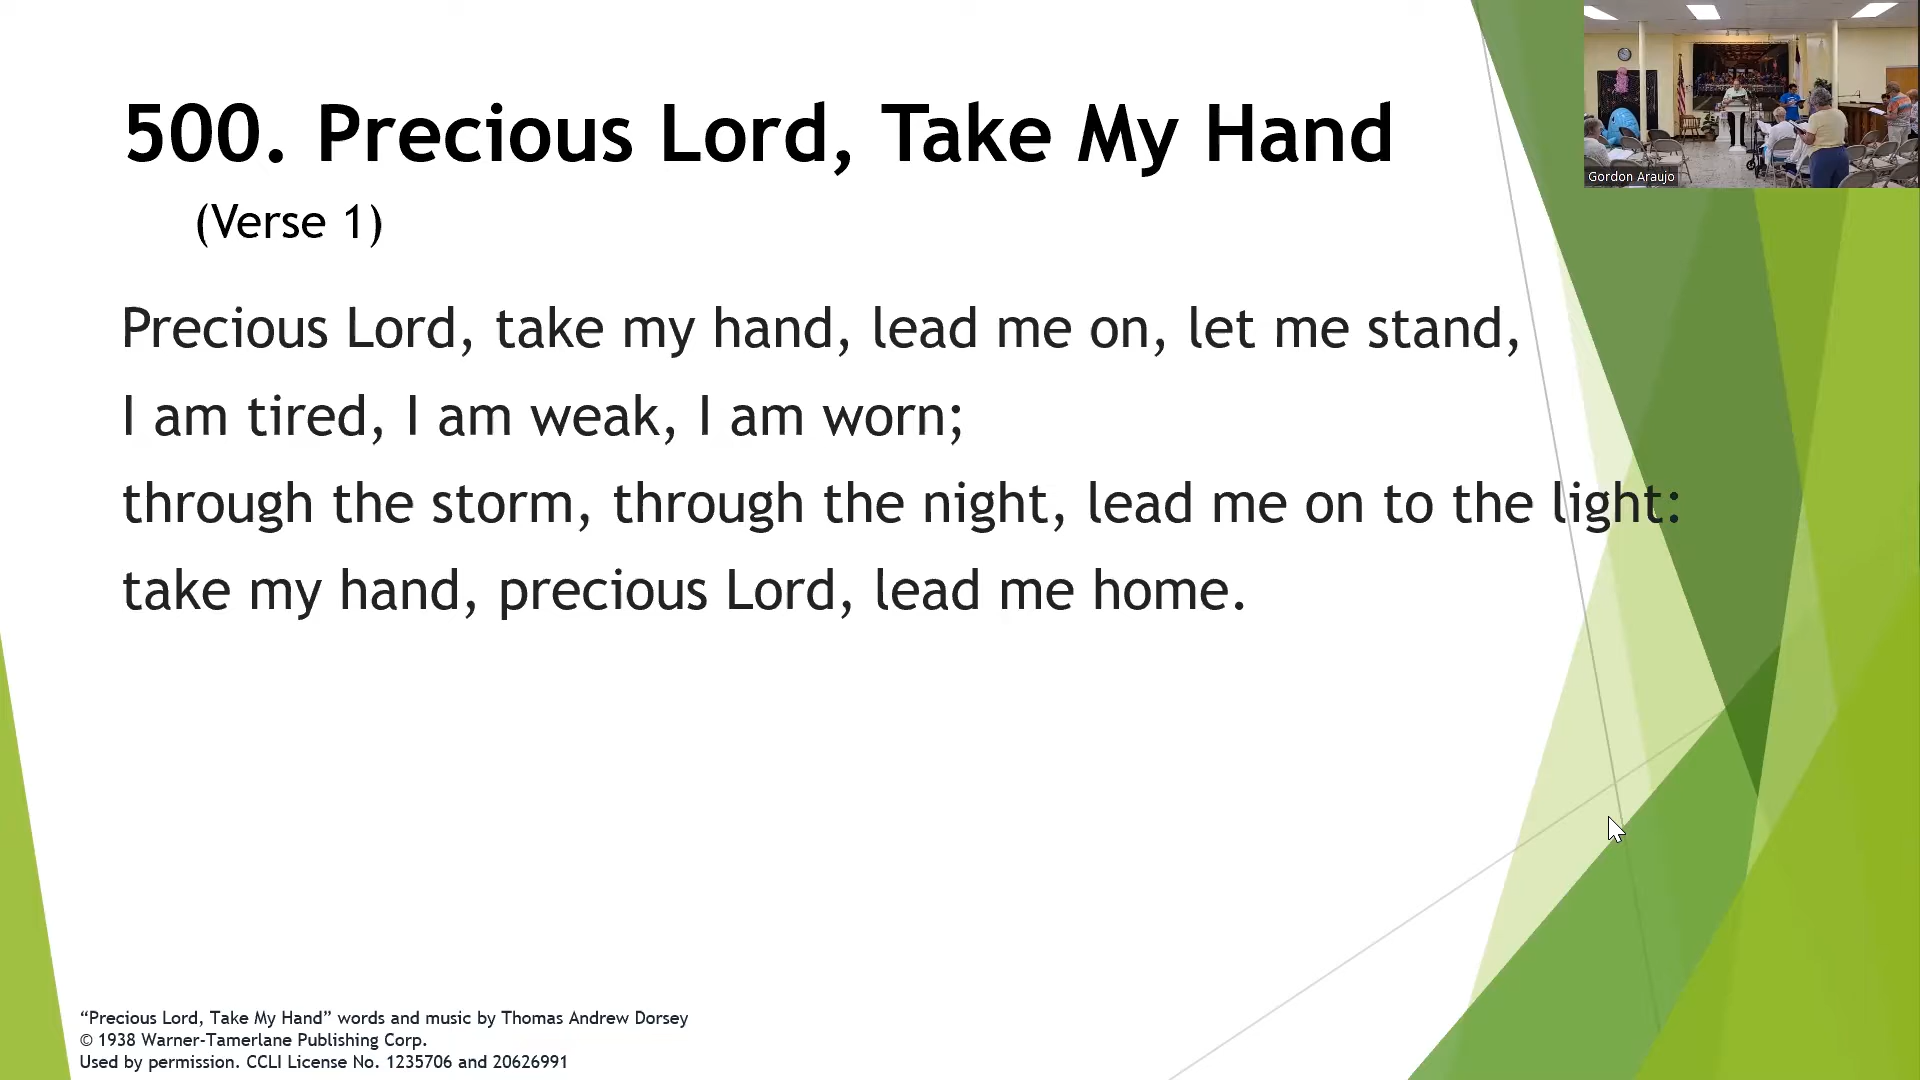 500. Precious Lord, Take My Hand
(Verse 1)
Precious Lord, take my hand, lead me on, let me stand,
I am tired, I am weak, I am worn;
through the storm, through the night, lead me on to the light:
take my hand, precious Lord, lead me home.
“Precious Lord, Take My Hand” words and music by Thomas Andrew Dorsey
© 1938 Warner-Tamerlane Publishing Corp.
Used by permission. CCLI License No. 1235706 and 20626991
Gordon Araujo